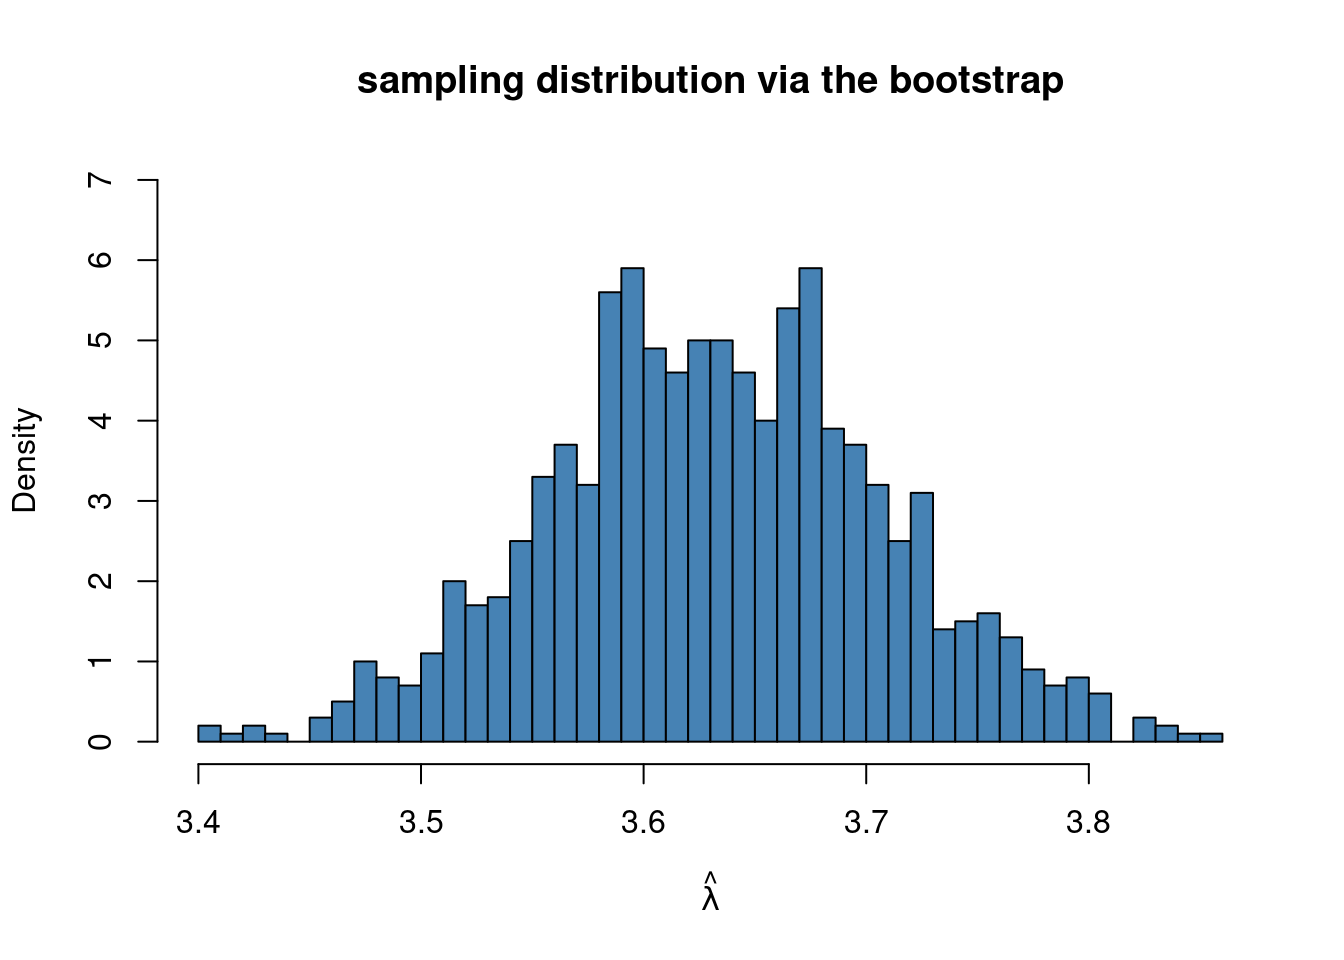 sampling distribution via the bootstrap
7
6
5
4
3
2
1
0
Density
3.4 3.5 3.6 3.7 3.8
λ̂